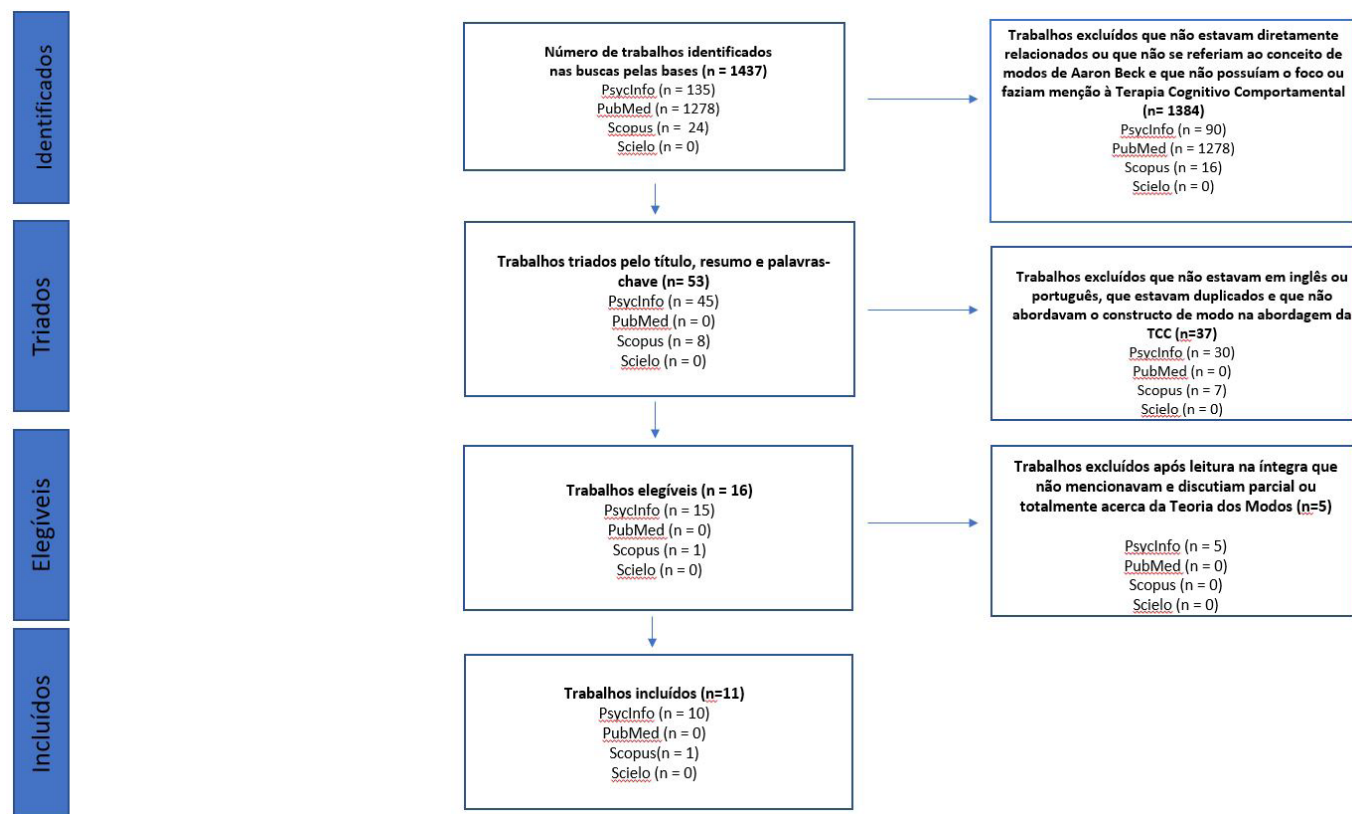 Identificados
Número de trabalhos identificados
nas buscas pelas bases (n = 1437)
PsycInfo (n = 135)
PubMed (n = 1278)
Scopus (n = 24)
Scielo (n = 0)
Trabalhos excluídos que não estavam diretamente
relacionados ou que não se referiam ao conceito de
modos de Aaron Beck e que não possuíam o foco ou
faziam menção à Terapia Cognitivo Comportamental
(n= 1384)
PsycInfo (n = 90)
PubMed (n = 1278)
Scopus (n = 16)
Scielo (n = 0)
Triados
Trabalhos triados pelo título, resumo e palavras-
chave (n= 53)
PsycInfo (n = 45)
PubMed (n = 0)
Scopus (n = 8)
Scielo (n = 0)
Trabalhos excluídos que não estavam em inglês ou
português, que estavam duplicados e que não
abordavam o constructo de modo na abordagem da
TCC (n=37)
PsycInfo (n = 30)
PubMed (n = 0)
Scopus (n = 7)
Scielo (n = 0)
Elegíveis
Trabalhos elegíveis (n = 16)
PsycInfo (n = 15)
PubMed (n = 0)
Scopus (n = 1)
Scielo (n = 0)
Trabalhos excluídos após leitura na íntegra que
não mencionavam e discutiam parcial ou
totalmente acerca da Teoria dos Modos (n=5)
PsycInfo (n = 5)
PubMed (n = 0)
Scopus (n = 0)
Scielo (n = 0)
Incluídos
Trabalhos incluídos (n=11)
PsycInfo (n = 10)
PubMed (n = 0)
Scopus(n = 1)
Scielo (n = 0)